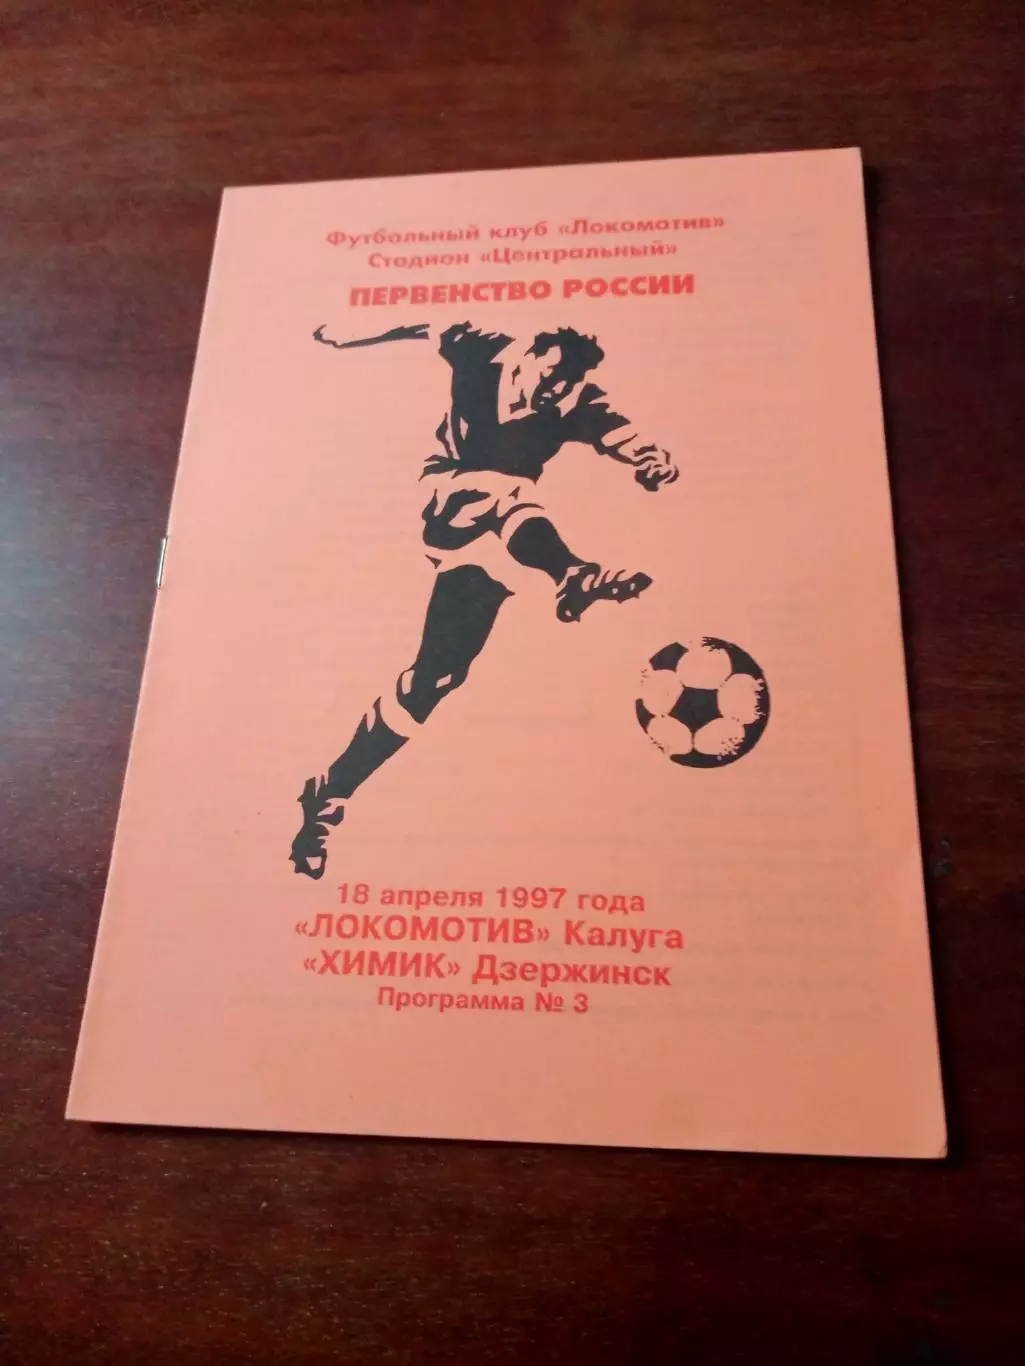 Футбольный клуб «Локомотив»
Стадион «Центральный»
ПЕРВЕНСТВО РОССИИ
18 апреля 1997 года
«ЛОКОМОТИВ» Калуга
«ХИМИК» Дзержинск
Программа № 3